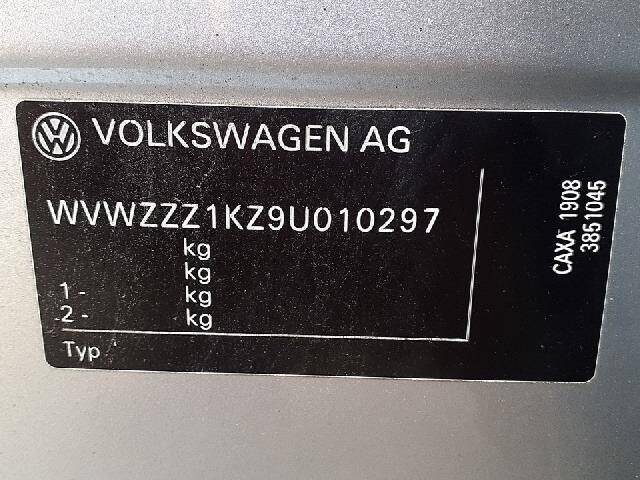 VOLKSWAGEN AG
WVWZZZ1KZ9U010297
kg
kg
1 - kg
2 - kg
Typ
CAXA 1908
3851045